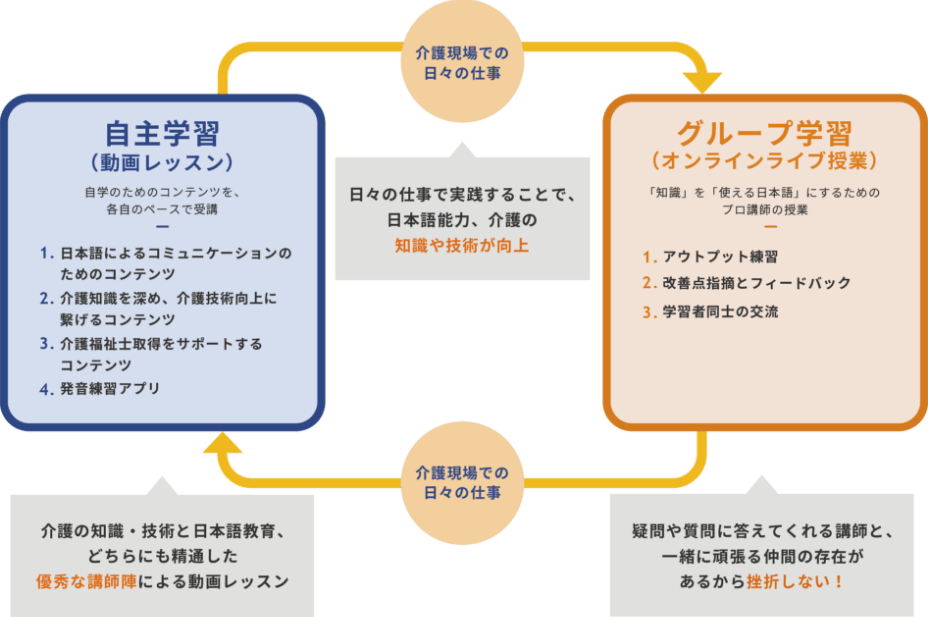 介護現場での
日々の仕事
自主学習
（動画レッスン）
自学のためのコンテンツを、
各自のペースで受講
1. 日本語によるコミュニケーションの
ためのコンテンツ
2. 介護知識を深め、介護技術向上に
繋げるコンテンツ
3. 介護福祉士取得をサポートする
コンテンツ
4. 発音練習アプリ
日々の仕事で実践することで、
日本語能力、介護の
知識や技術が向上
グループ学習
（オンラインライブ授業）
「知識」を「使える日本語」にするための
プロ講師の授業
1. アウトプット練習
2. 改善点指摘とフィードバック
3. 学習者同士の交流
介護現場での
日々の仕事
介護の知識・技術と日本語教育、
どちらにも精通した
優秀な講師陣による動画レッスン
疑問や質問に答えてくれる講師と、
一緒に頑張る仲間の存在が
あるから挫折しない！